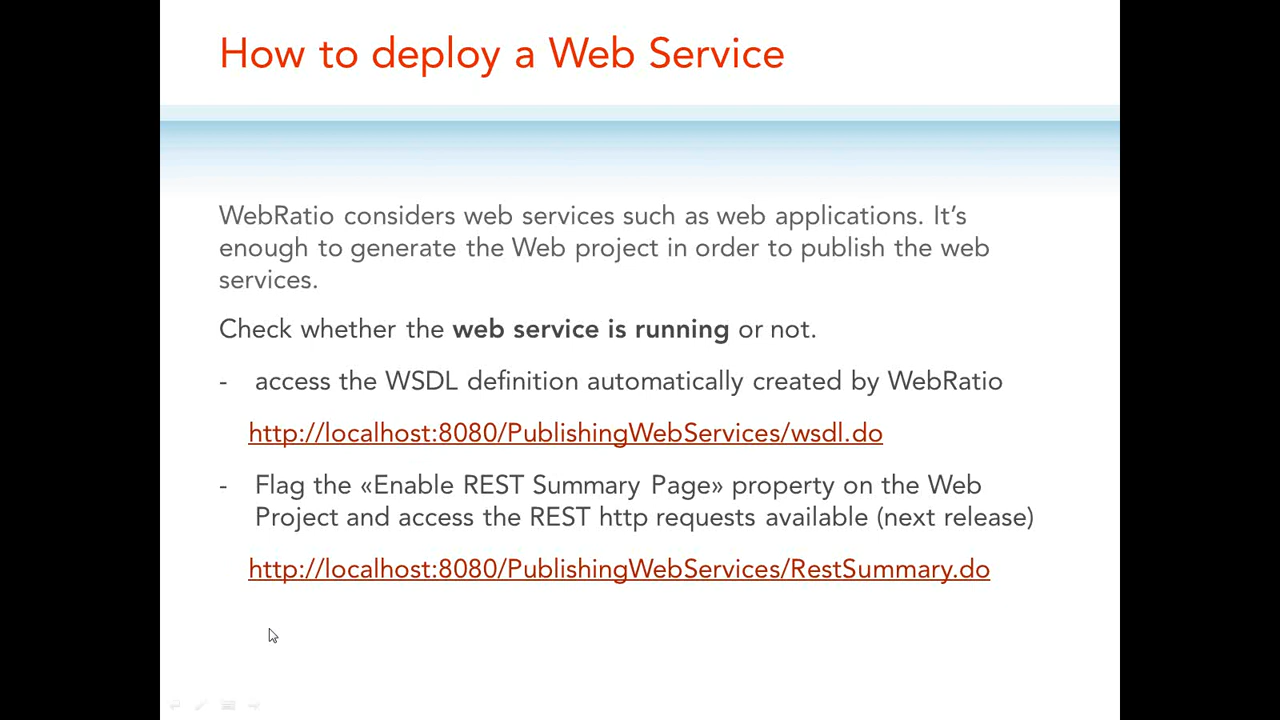 How to deploy a Web Service
WebRatio considers web services such as web applications. It’s
enough to generate the Web project in order to publish the web
services.
Check whether the web service is running or not.
- access the WSDL definition automatically created by WebRatio
http://localhost:8080/PublishingWebServices/wsdl.do
- Flag the «Enable REST Summary Page» property on the Web
Project and access the REST http requests available (next release)
http://localhost:8080/PublishingWebServices/RestSummary.do